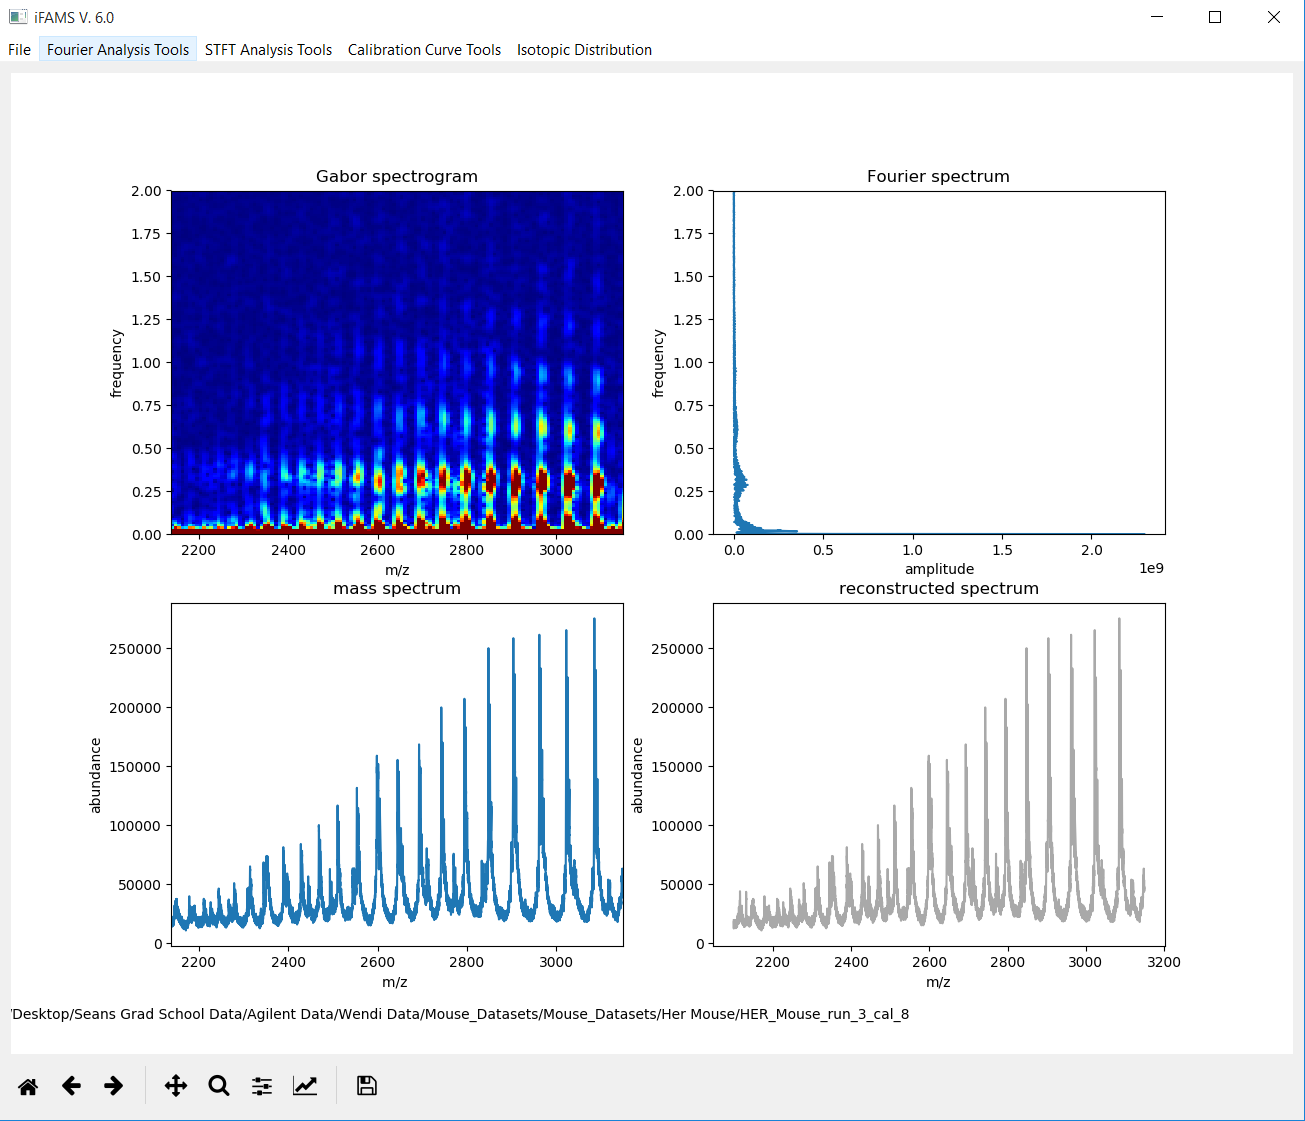 iFAMS V. 6.0
File Fourier Analysis Tools STFT Analysis Tools Calibration Curve Tools Isotopic Distribution
Gabor spectrogram
2.00
1.75
1.50
1.25
1.00
0.75
0.50
0.25
0.00
frequency
2200 2400 2600 2800 3000
m/z
Fourier spectrum
2.00
1.75
1.50
1.25
1.00
0.75
0.50
0.25
0.00
frequency
0.0 0.5 1.0 1.5 2.0
1e9
amplitude
mass spectrum
250000
200000
150000
100000
50000
0
abundance
2200 2400 2600 2800 3000
m/z
reconstructed spectrum
250000
200000
150000
100000
50000
0
abundance
2200 2400 2600 2800 3000 3200
m/z
/Desktop/Seans Grad School Data/Agilent Data/Wendi Data/Mouse_Datasets/Mouse_Datasets/Her Mouse/HER_Mouse_run_3_cal_8